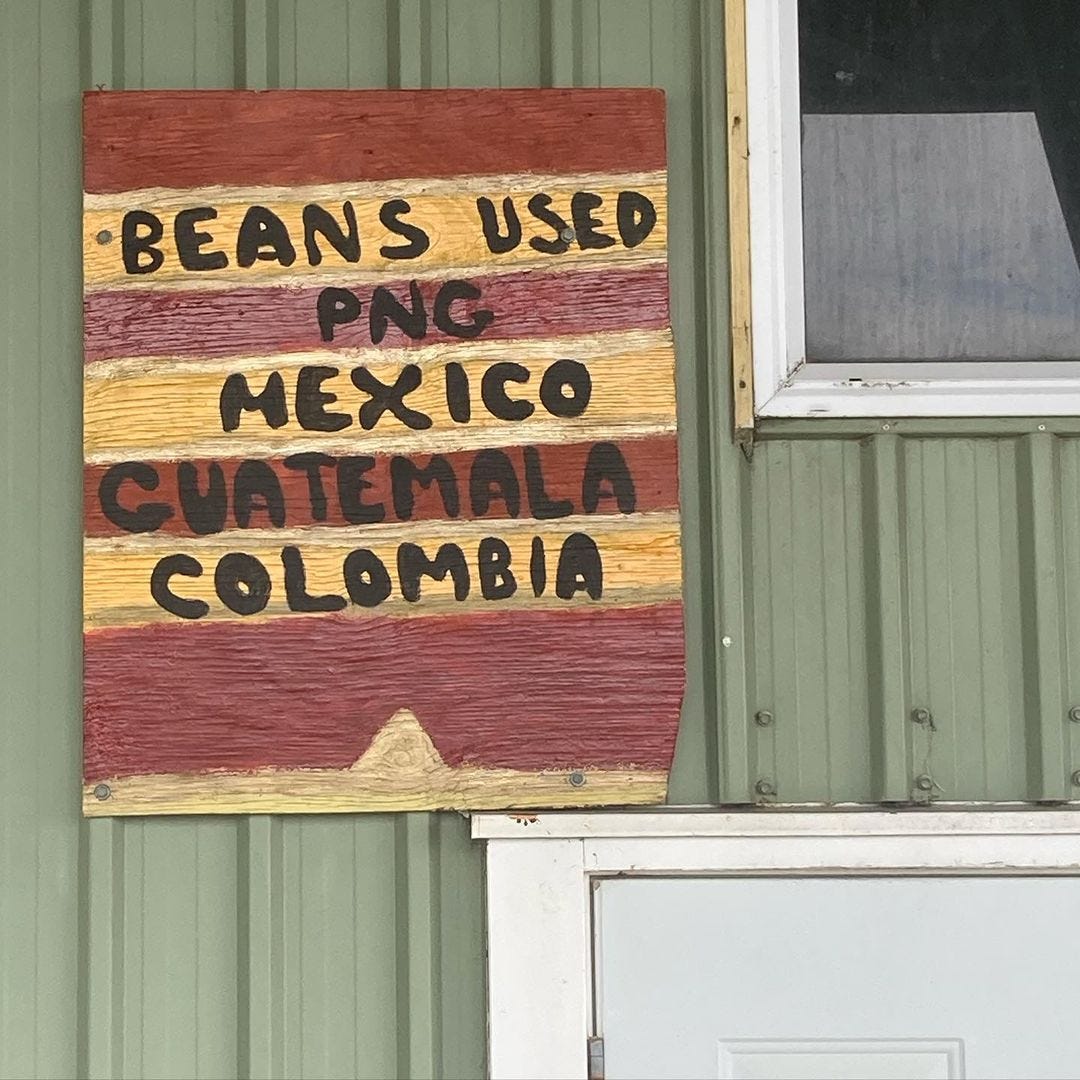 BEANS USED
PNG
MEXICO
GUATEMALA
COLOMBIA